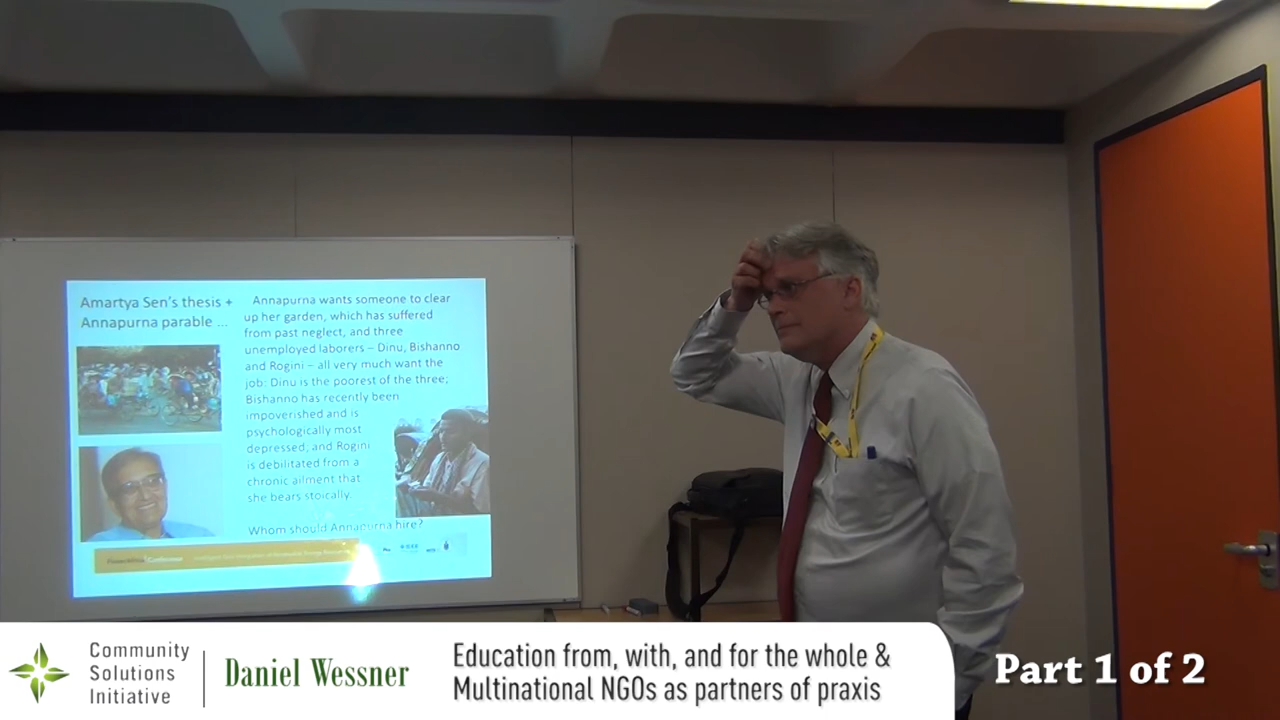 Amartya Sen's thesis +
Annapurna parable ...
Annapurna wants someone to clear
up her garden, which has suffered
from past neglect, and three
unemployed laborers – Dinu, Bishanno
and Rogini – all very much want the
job: Dinu is the poorest of the three;
Bishanno has recently been
impoverished and is
psychologically most
depressed, and Rogini
is debilitated from a
chronic ailment that
she bears stoically.
Whom should Annapurna hire?
Community
Solutions
Initiative
Daniel Wessner
Education from, with, and for the whole &
Multinational NGOs as partners of praxis
Part 1 of 2